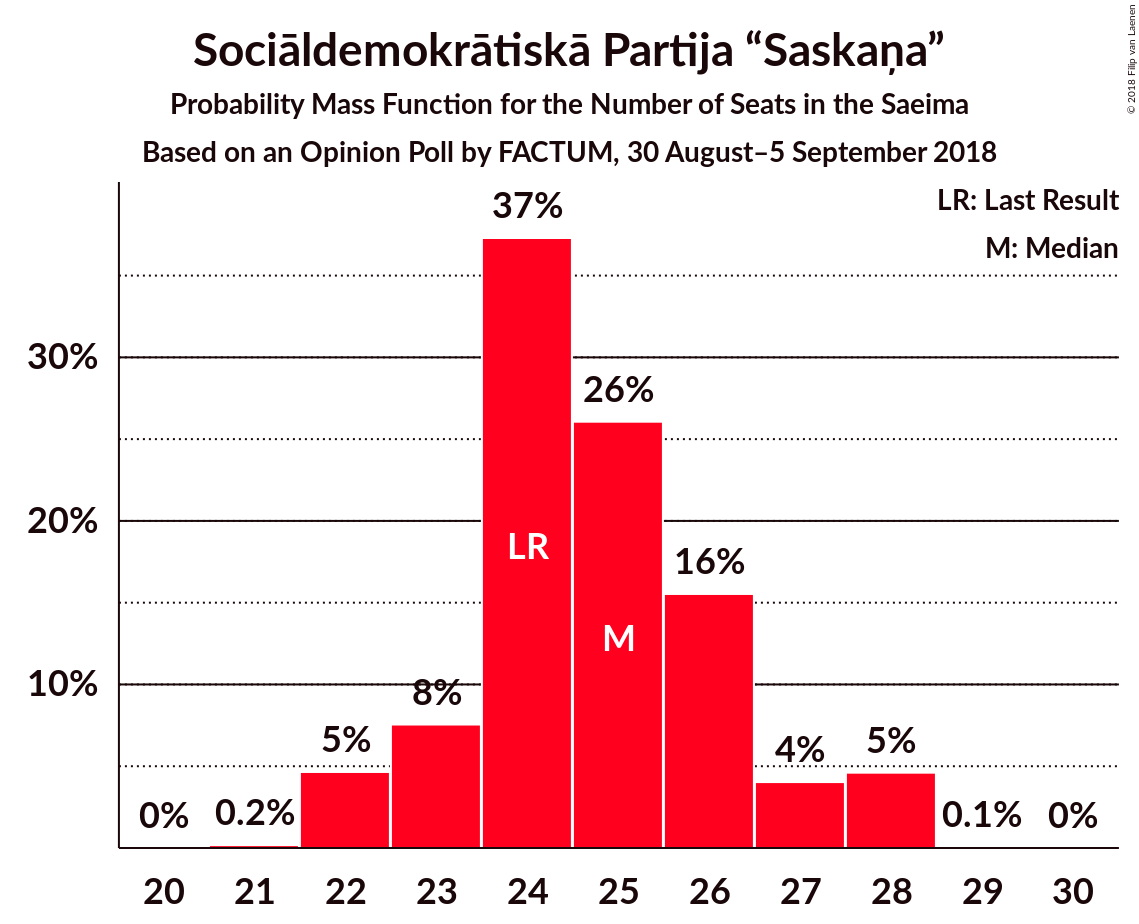 Sociāldemokrātiskā Partija “Saskaņa”
Probability Mass Function for the Number of Seats in the Saeima
Based on an Opinion Poll by FACTUM, 30 August–5 September 2018
© 2018 Filip van Laenen
LR: Last Result
M: Median
37%
30%
26%
20%
LR
16%
M
10%
8%
5%
4%
5%
0%
0.2%
0.1%
0%
20 21 22 23 24 25 26 27 28 29 30